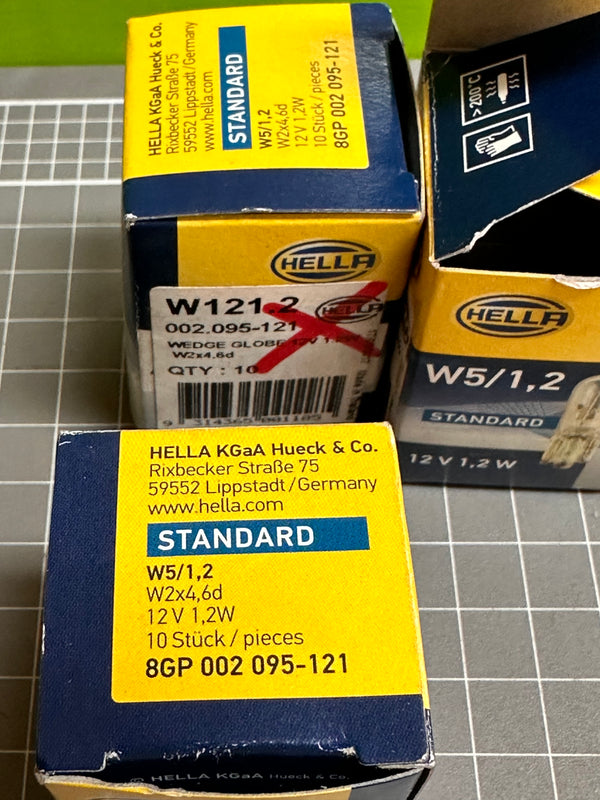 HELLA KGaA Hueck & Co.
Rixbecker Straße 75
59552 Lippstadt/Germany
www.hella.com
STANDARD
W5/1,2
W2x4,6d
12V 1,2W
10 Stück / pieces
8GP 002 095-121
HELLA
W121.2
HELLA
002.095-121
WEDGE GLOBE 12V
W2x4,6d
QTY : 10
>200°C
HELLA
W5/1,2
STANDARD
12 V 1,2 W
HELLA KGaA Hueck & Co.
Rixbecker Straße 75
59552 Lippstadt/Germany
www.hella.com
STANDARD
W5/1,2
W2x4,6d
12 V 1,2W
10 Stück / pieces
8GP 002 095-121
© HELLA KGaA Hueck & Co.